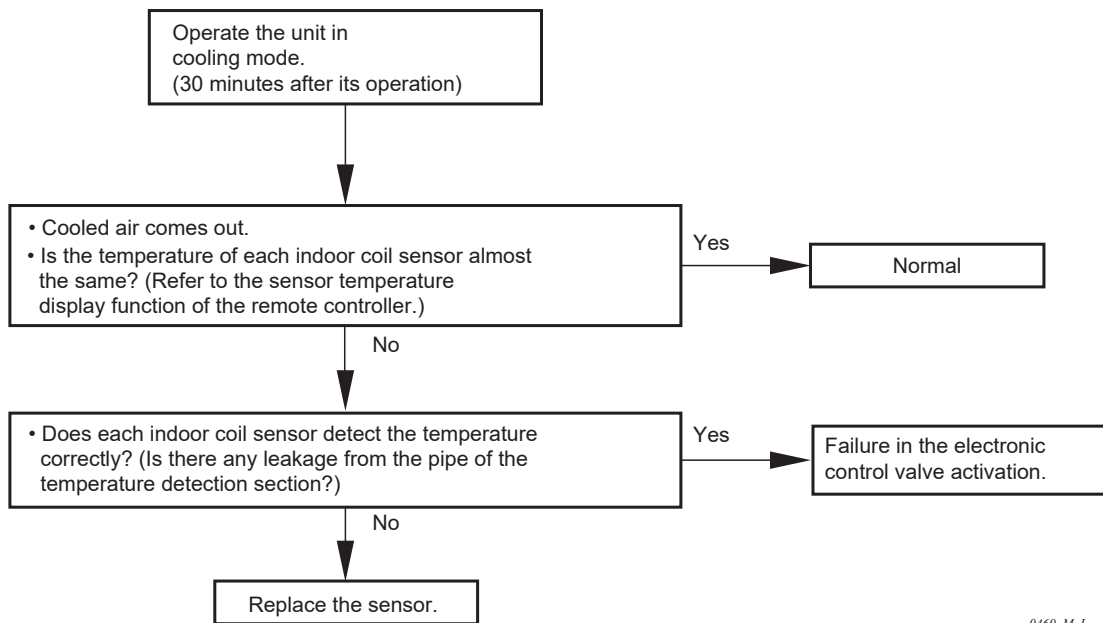 Operate the unit in
cooling mode.
(30 minutes after its operation)
• Cooled air comes out.
• Is the temperature of each indoor coil sensor almost
the same? (Refer to the sensor temperature
display function of the remote controller.)
Yes
Normal
No
• Does each indoor coil sensor detect the temperature
correctly? (Is there any leakage from the pipe of the
temperature detection section?)
Yes
Failure in the electronic
control valve activation.
No
Replace the sensor.